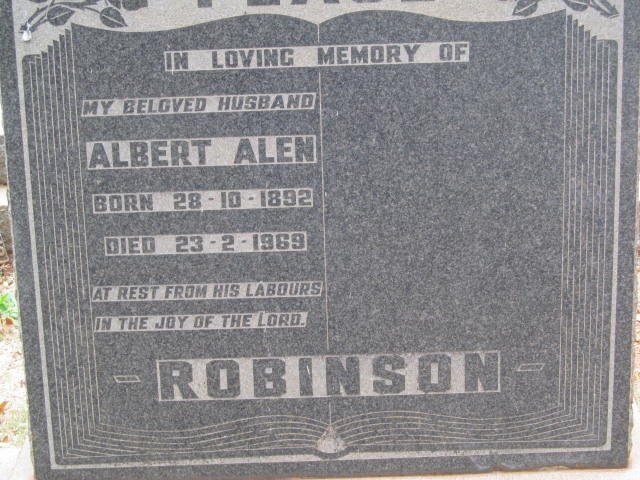 IN LOVING MEMORY OF
MY BELOVED HUSBAND
ALBERT ALEN
BORN 28-10-1892
DIED 23-2-1969
AT REST FROM HIS LABOURS
IN THE JOY OF THE LORD.
- ROBINSON -